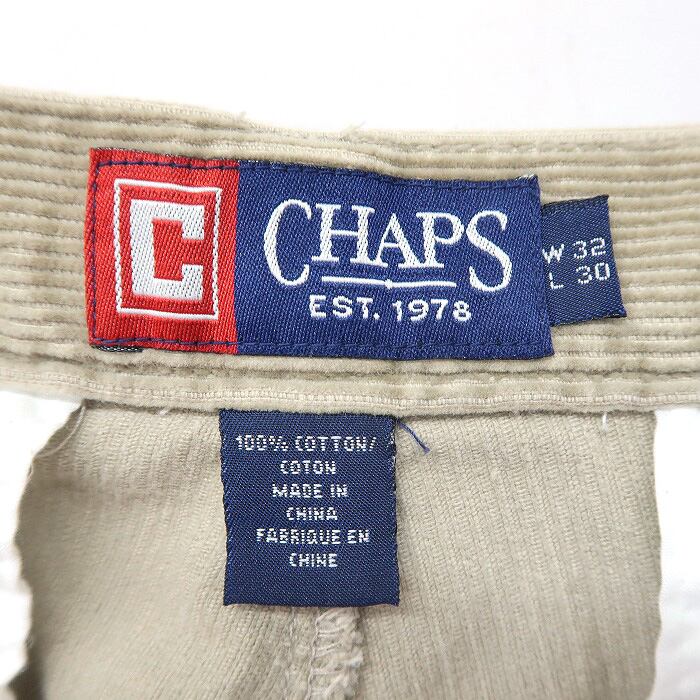 C
CHAPS
EST. 1978
W 32
L 30
100% COTTON/
COTON
MADE IN
CHINA
FABRIQUE EN
CHINE